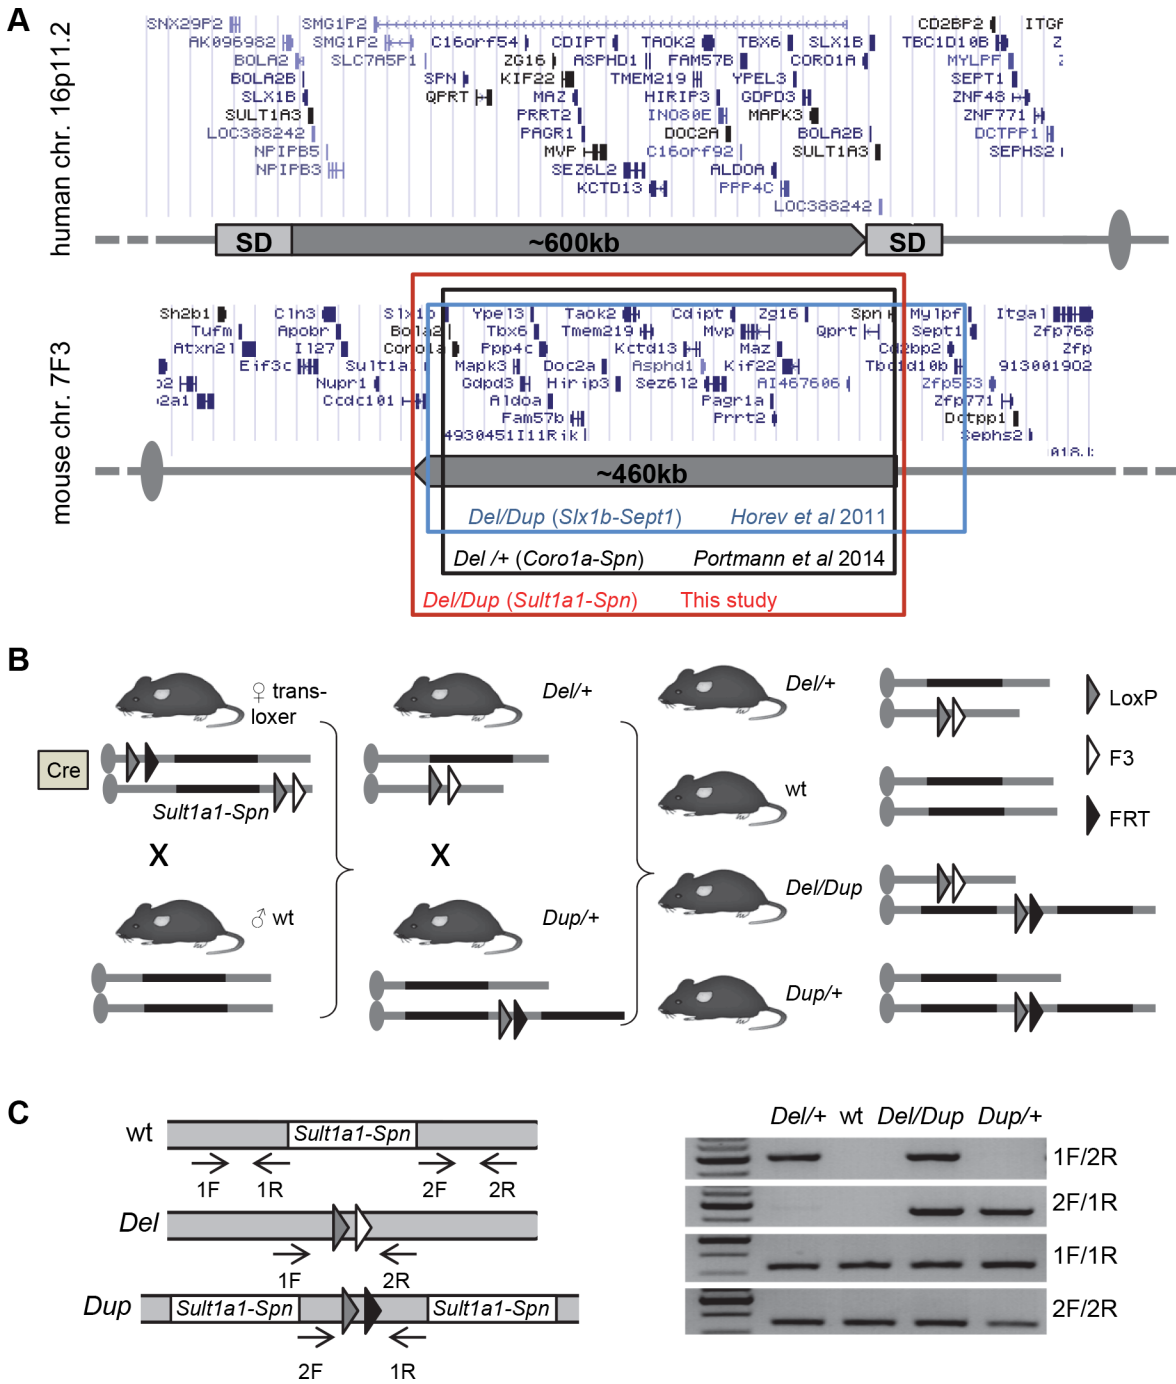 A
human chr. 16p11.2
SNX29P2 SMG1P2 CD2BP2
AK096982 SMG1P2 C16orf54 CDIPT TAOK2 TBX6 SLX1B TBC1D10B
BOLA2 SLC7A5P1 ZG16 ASPHD1 FAM57B CORO1A MYLPF
BOLA2B SPN KIF22 TMEM219 YPEL3 SEPT1
SLX1B QPRT MAZ HIRIP3 GDPD3 ZNF48
SULT1A3 PRRT2 INO80E MAPK3 ZNF771
LOC388242 PAGR1 DOC2A BOLA2B DCTPP1
NPIPB5 MVP C16orf92 SULT1A3 SEPHS2
NPIPB3 SEZ6L2 ALDOA
KCTD13 PPP4C
LOC388242
SD ~600kb SD
mouse chr. 7F3
Sh2b1 Cln3 Slx1b Ypel3 Taok2 Cdipt Zg16 Spn Mylpf Itgal
Tufm Apobr Bola2 Tbx6 Tmem219 Mvp Qprt Sept1 Zfp768
Atxn2l Il27 Coro1a Ppp4c Kctd13 Maz Cd2bp2 Zfp
Eif3c Sult1a1 Mapk3 Doc2a Asphd1 Kif22 Tbc1d10b 913001902
Nupr1 Gdpd3 Hirip3 Sez6l2 AI467606 Zfp553
Ccdc101 Aldoa Pagr1a Zfp771
Fam57b Prrt2 Dctpp1
4930451I11Rik Sephs2
~460kb
Del/Dup (Slx1b-Sept1) Horev et al 2011
Del /+ (Coro1a-Spn) Portmann et al 2014
Del/Dup (Sult1a1-Spn) This study
B
♀ trans-
loxer
Del/+
Del/+
LoxP
Cre
F3
Sult1a1-Spn
wt
FRT
X
X
♂ wt
Dup/+
Del/Dup
Dup/+
C
wt Sult1a1-Spn
1F 1R 2F 2R
Del
1F 2R
Dup Sult1a1-Spn Sult1a1-Spn
2F 1R
Del/+ wt Del/Dup Dup/+
1F/2R
2F/1R
1F/1R
2F/2R